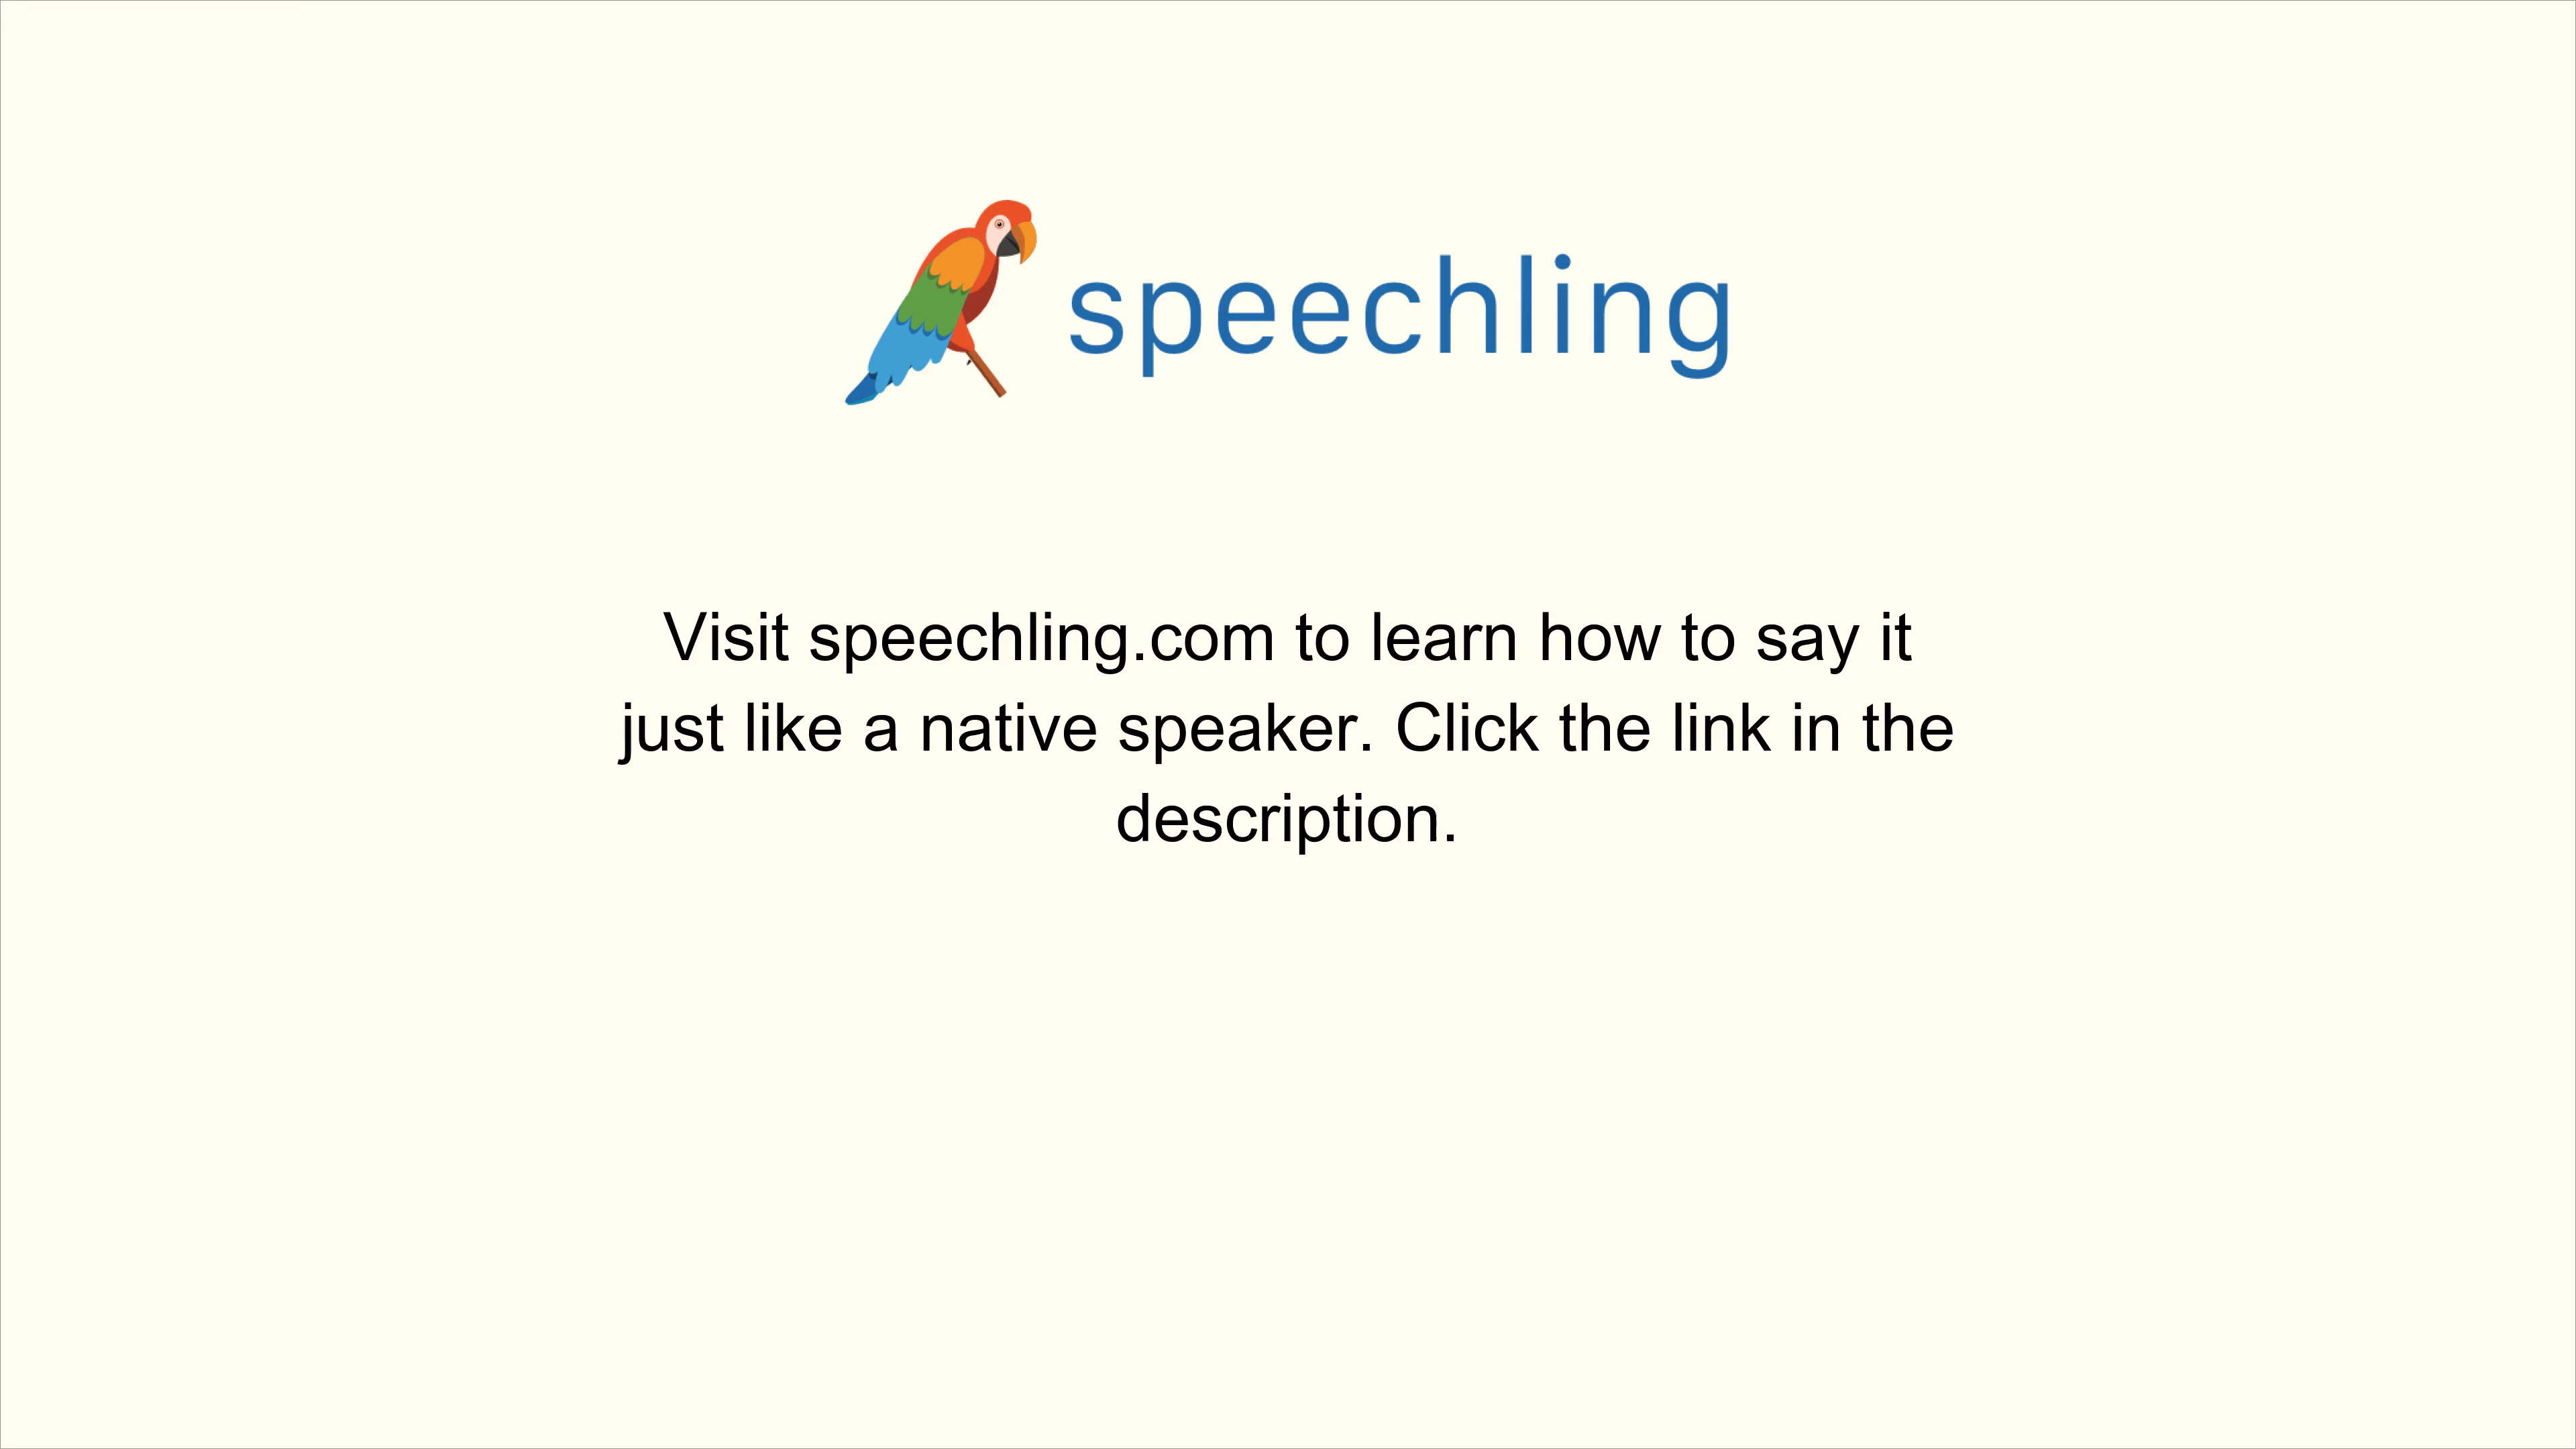 speechling
Visit speechling.com to learn how to say it
just like a native speaker. Click the link in the
description.